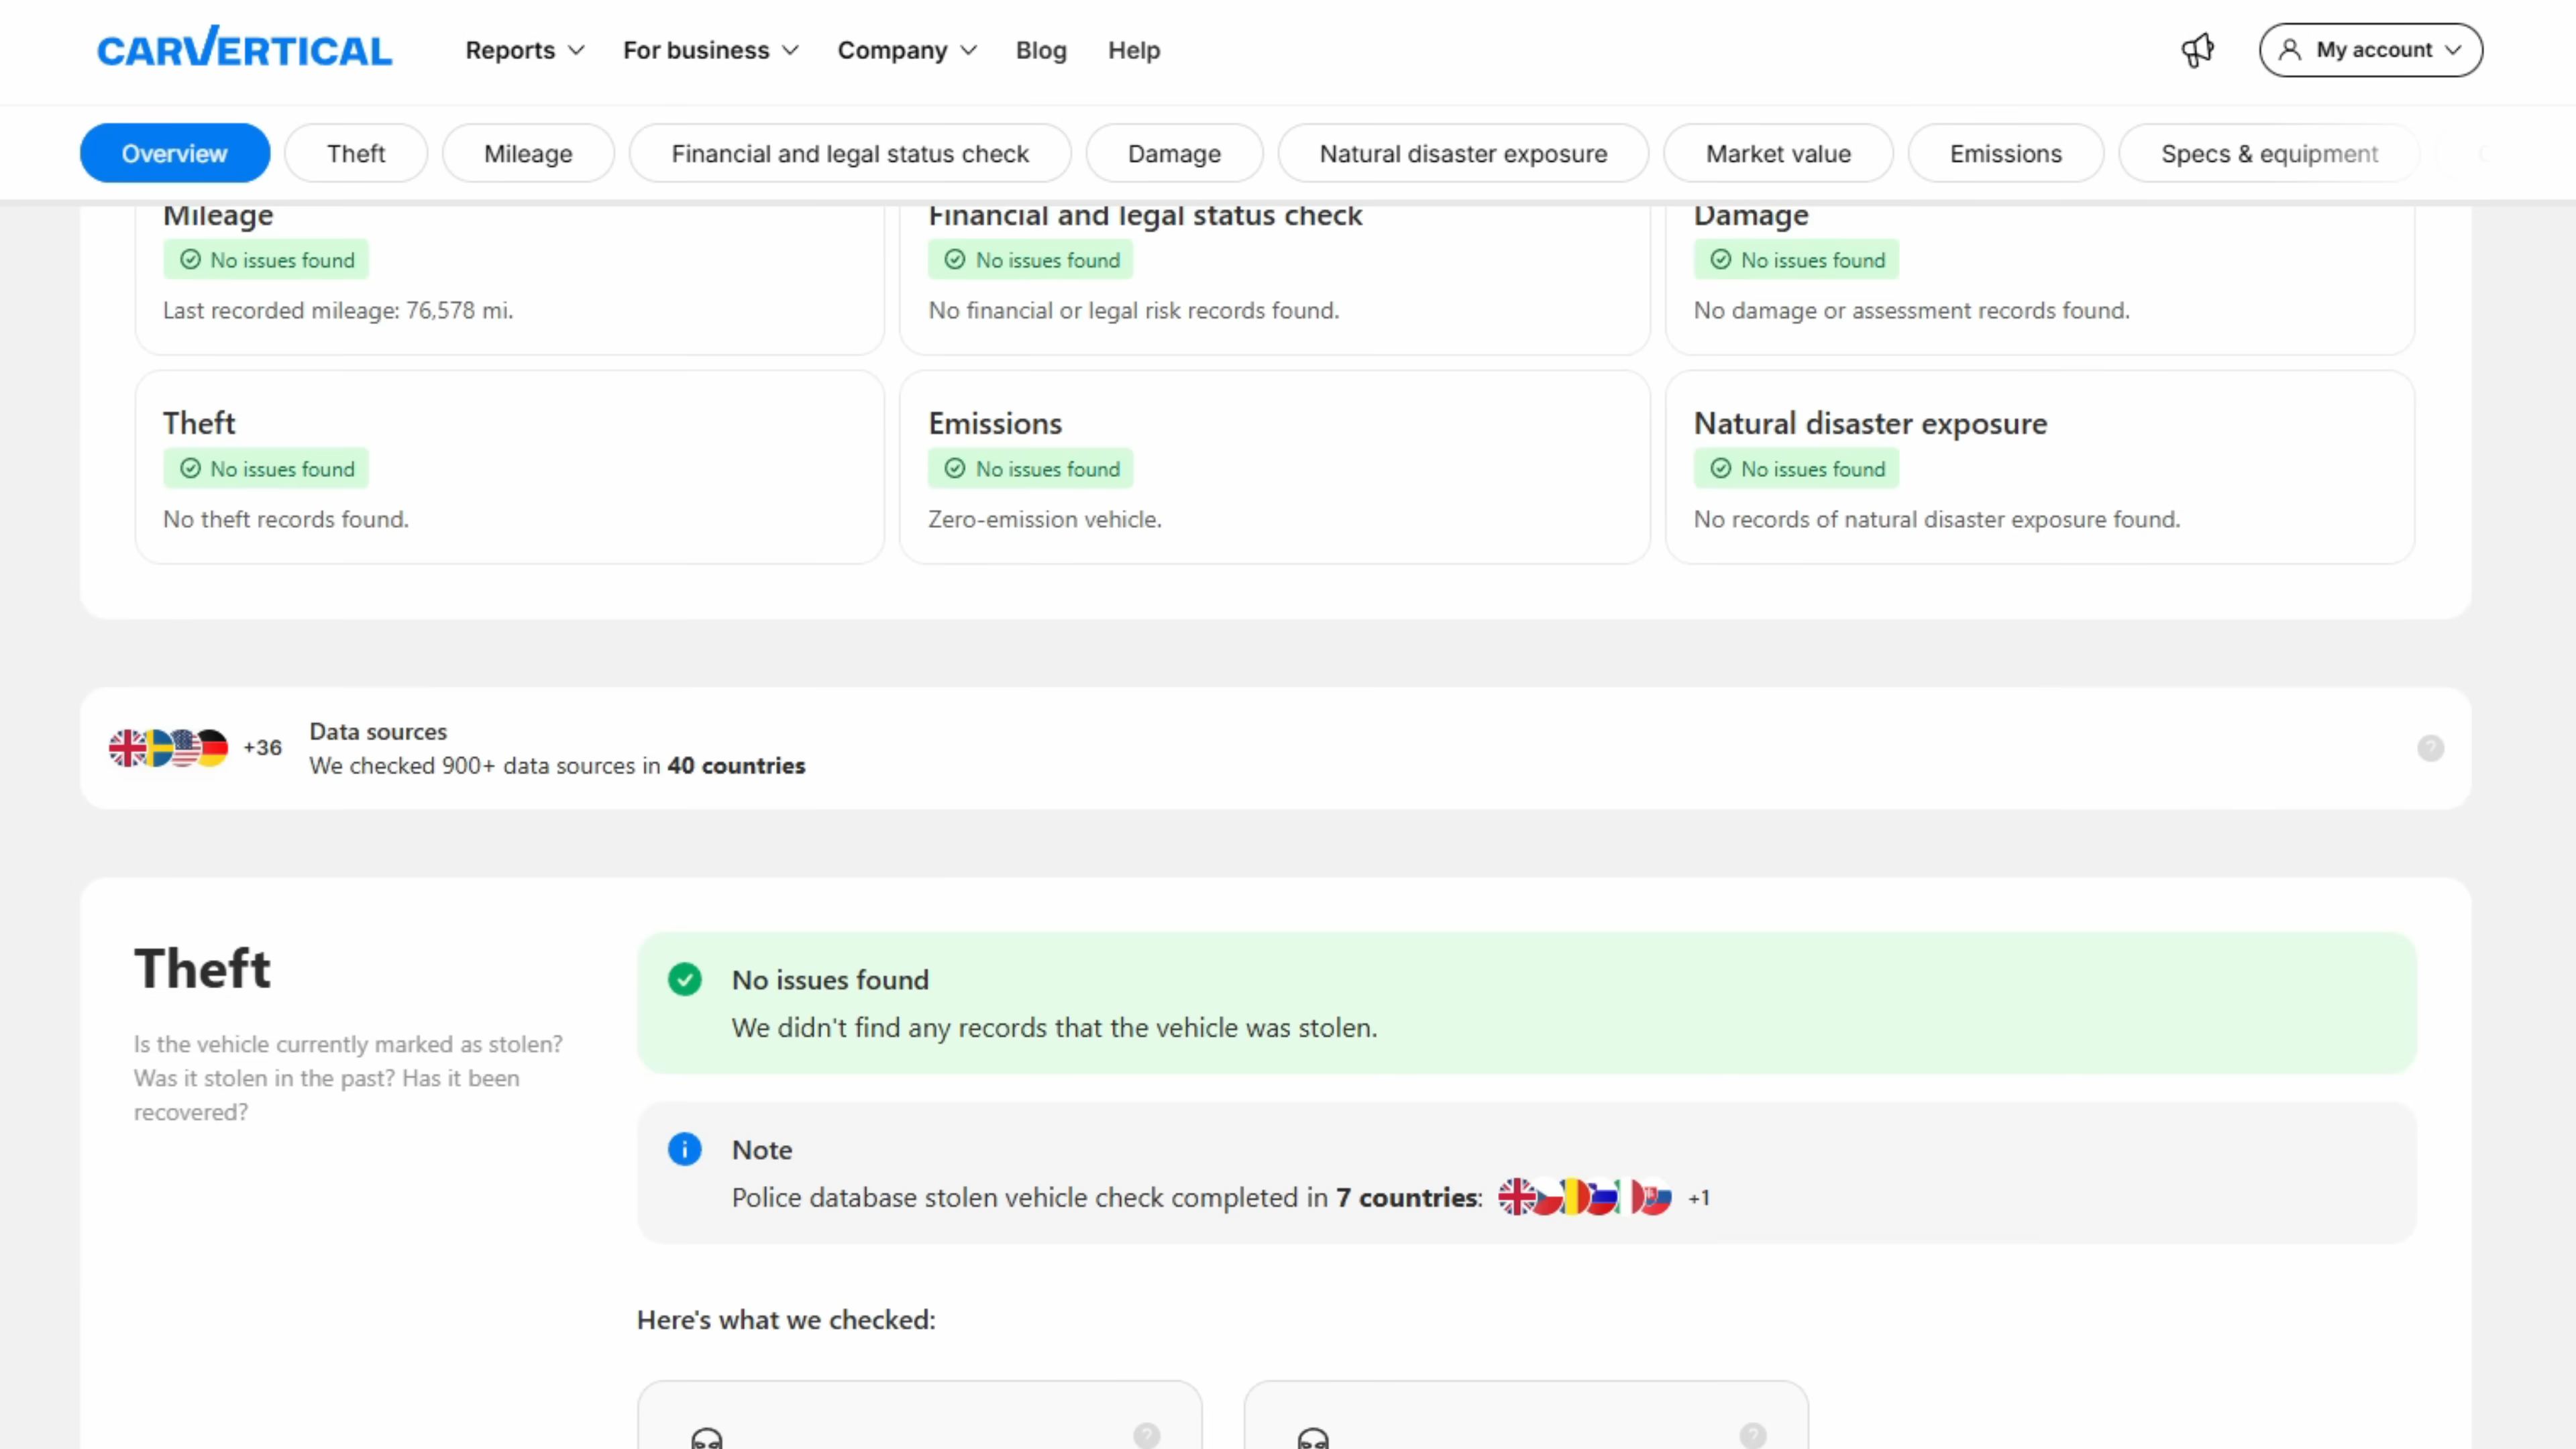 CARVERTICAL
Reports For business Company Blog Help
My account
Overview Theft Mileage Financial and legal status check Damage Natural disaster exposure Market value Emissions Specs & equipment
Mileage
No issues found
Last recorded mileage: 76,578 mi.
Financial and legal status check
No issues found
No financial or legal risk records found.
Damage
No issues found
No damage or assessment records found.
Theft
No issues found
No theft records found.
Emissions
No issues found
Zero-emission vehicle.
Natural disaster exposure
No issues found
No records of natural disaster exposure found.
+36
Data sources
We checked 900+ data sources in 40 countries
?
Theft
Is the vehicle currently marked as stolen?
Was it stolen in the past? Has it been
recovered?
No issues found
We didn't find any records that the vehicle was stolen.
Note
Police database stolen vehicle check completed in 7 countries: +1
Here's what we checked:
? ?